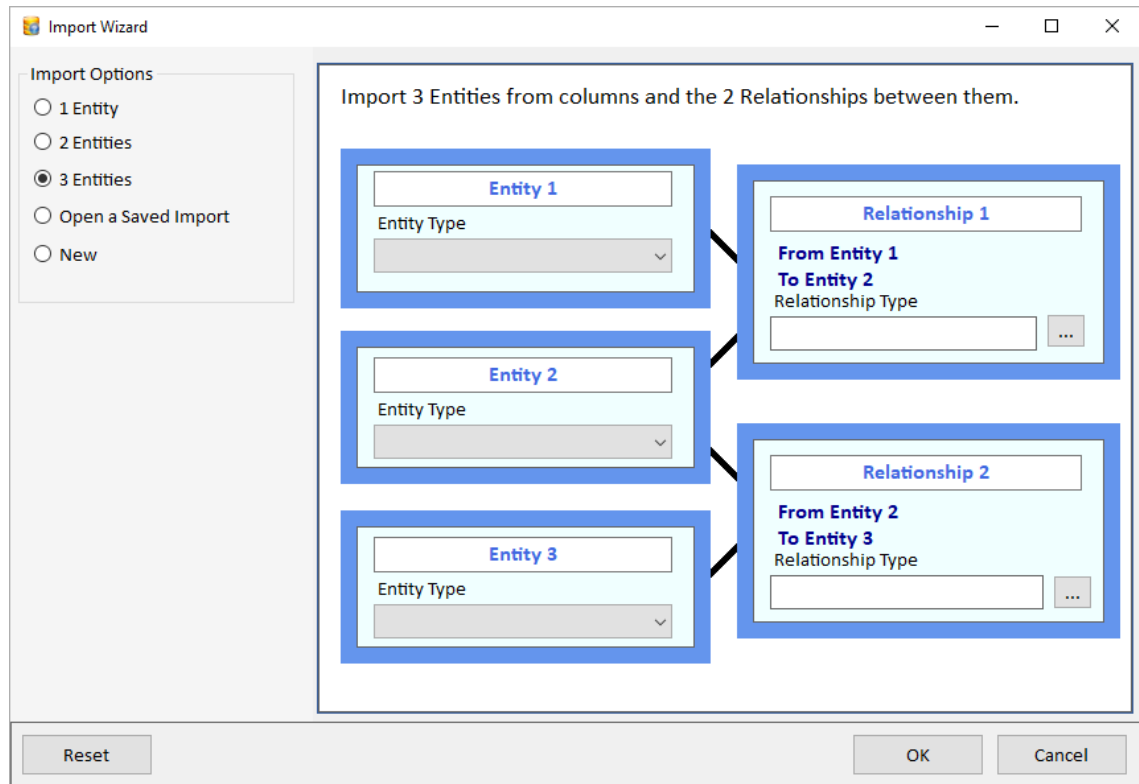 Import Wizard
Import Options
1 Entity
2 Entities
3 Entities
Open a Saved Import
New
Import 3 Entities from columns and the 2 Relationships between them.
Entity 1
Entity Type
Relationship 1
From Entity 1
To Entity 2
Relationship Type
...
Entity 2
Entity Type
Relationship 2
From Entity 2
To Entity 3
Relationship Type
...
Entity 3
Entity Type
Reset
OK
Cancel